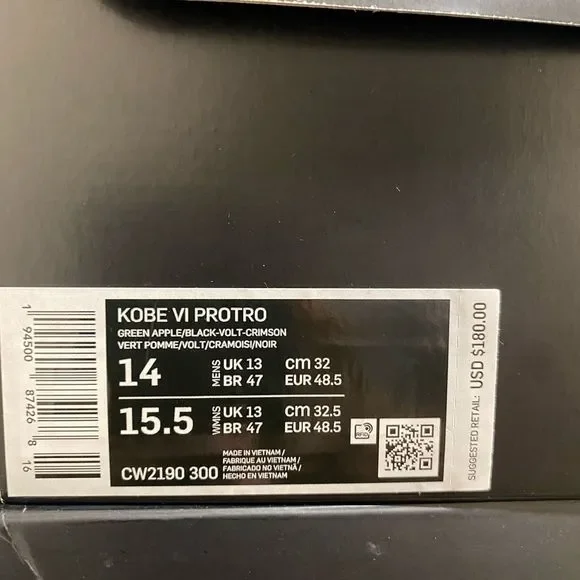 KOBE VI PROTRO
GREEN APPLE/BLACK-VOLT-CRIMSON
VERT POMME/VOLT/CRAMOISI/NOIR
14 MENS UK 13 cm 32
BR 47 EUR 48.5
15.5 WMNS UK 13 cm 32.5
BR 47 EUR 48.5
RFID
CW2190 300
MADE IN VIETNAM /
FABRIQUE AU VIETNAM /
FABRICADO NO VIETNÃ /
HECHO EN VIETNAM
1 94500 87426 8
16
SUGGESTED RETAIL: USD $180.00